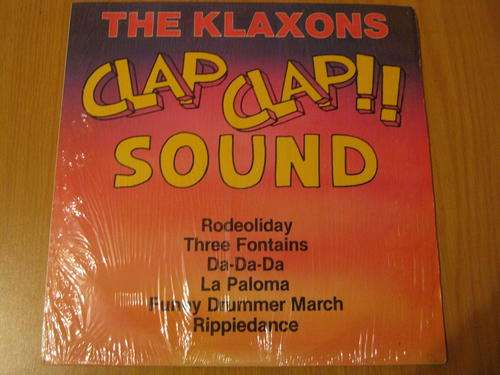 THE KLAXONS
CLAP CLAP!!
SOUND
Rodeoliday
Three Fontains
Da-Da-Da
La Paloma
Funny Drummer March
Rippiedance